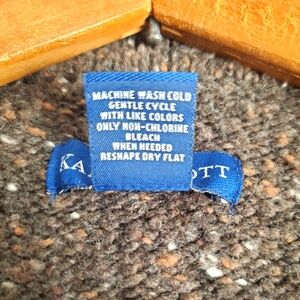 MACHINE WASH COLD
GENTLE CYCLE
WITH LIKE COLORS
ONLY NON-CHLORINE
BLEACH
WHEN NEEDED
RESHAPE DRY FLAT